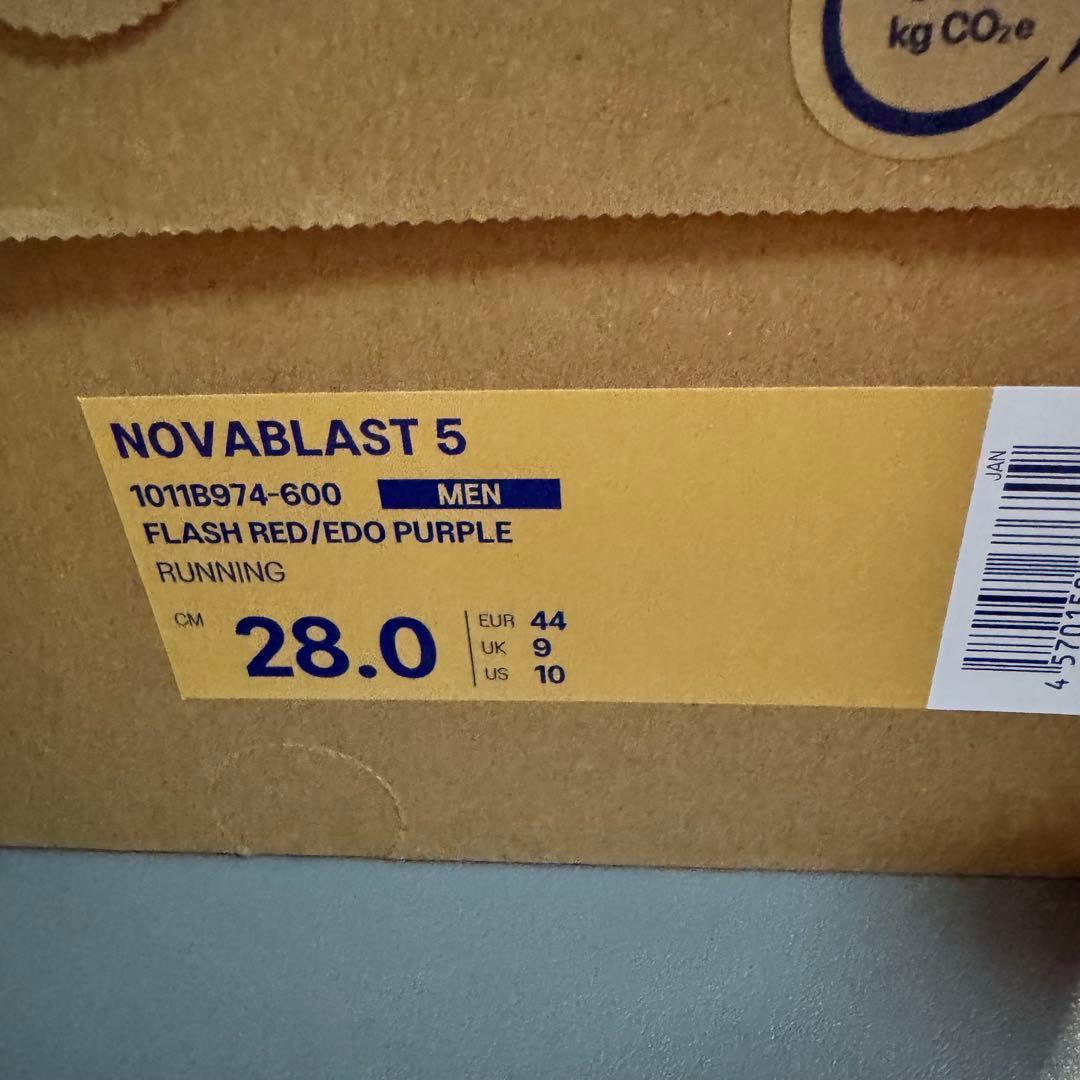 kg CO₂e
NOVABLAST 5
1011B974-600 MEN
FLASH RED/EDO PURPLE
RUNNING
CM 28.0
EUR 44
UK 9
US 10
JAN